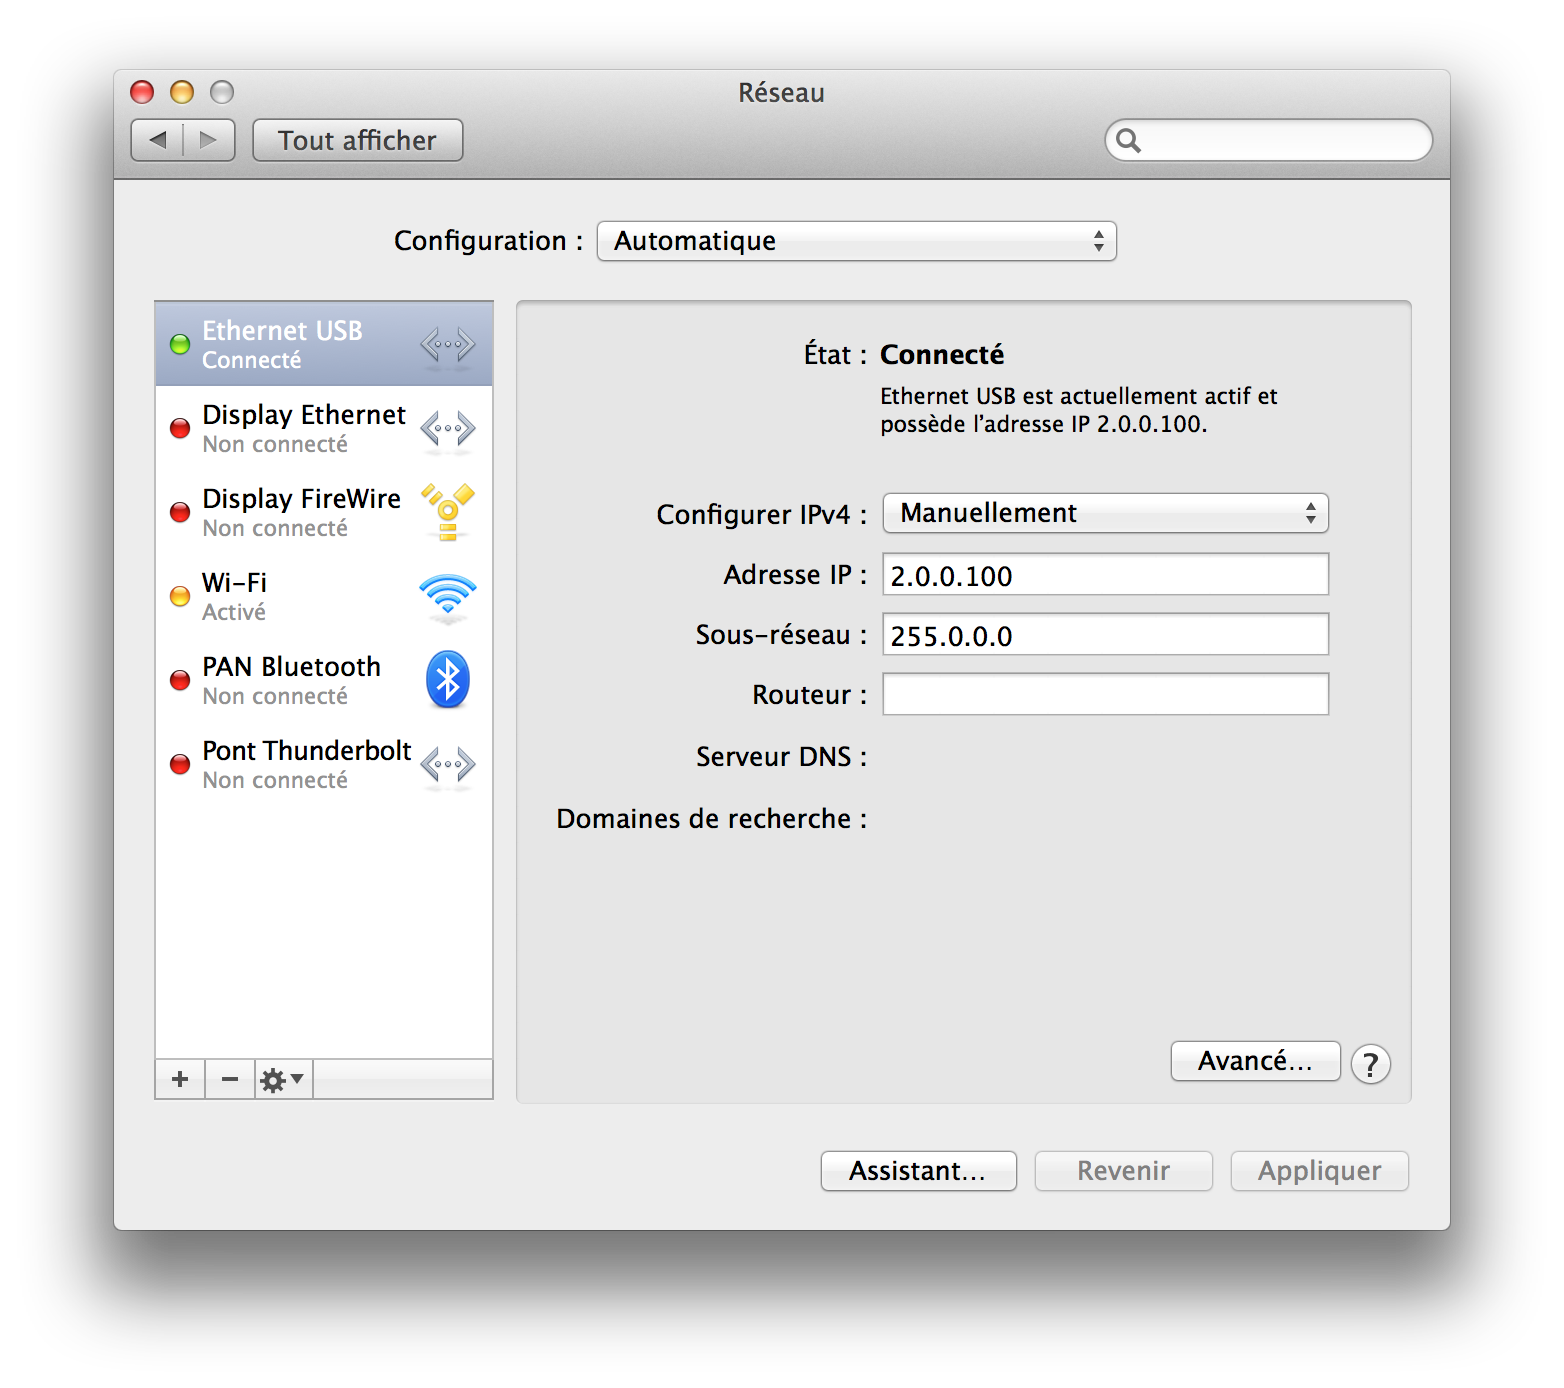 Réseau
Tout afficher
Configuration : Automatique
Ethernet USB
Connecté
Display Ethernet
Non connecté
Display FireWire
Non connecté
Wi-Fi
Activé
PAN Bluetooth
Non connecté
Pont Thunderbolt
Non connecté
État : Connecté
Ethernet USB est actuellement actif et
possède l’adresse IP 2.0.0.100.
Configurer IPv4 : Manuellement
Adresse IP : 2.0.0.100
Sous-réseau : 255.0.0.0
Routeur :
Serveur DNS :
Domaines de recherche :
Avancé... ?
Assistant... Revenir Appliquer